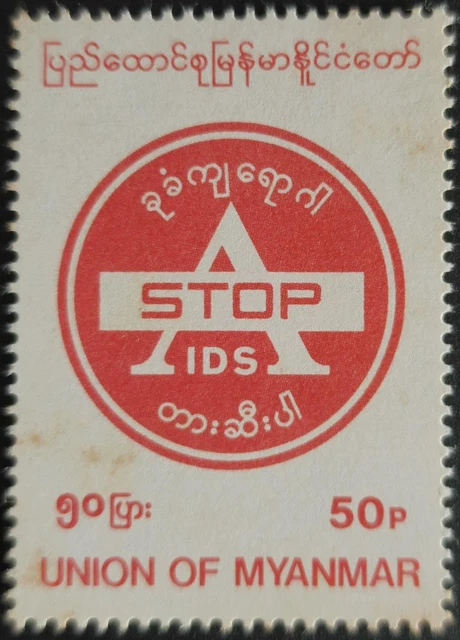 ပြည်ထောင်စုမြန်မာနိုင်ငံတော်
ခုခံကျရောဂါ
A
STOP
IDS
တားဆီးပါ
၅၀ပြား
50P
UNION OF MYANMAR